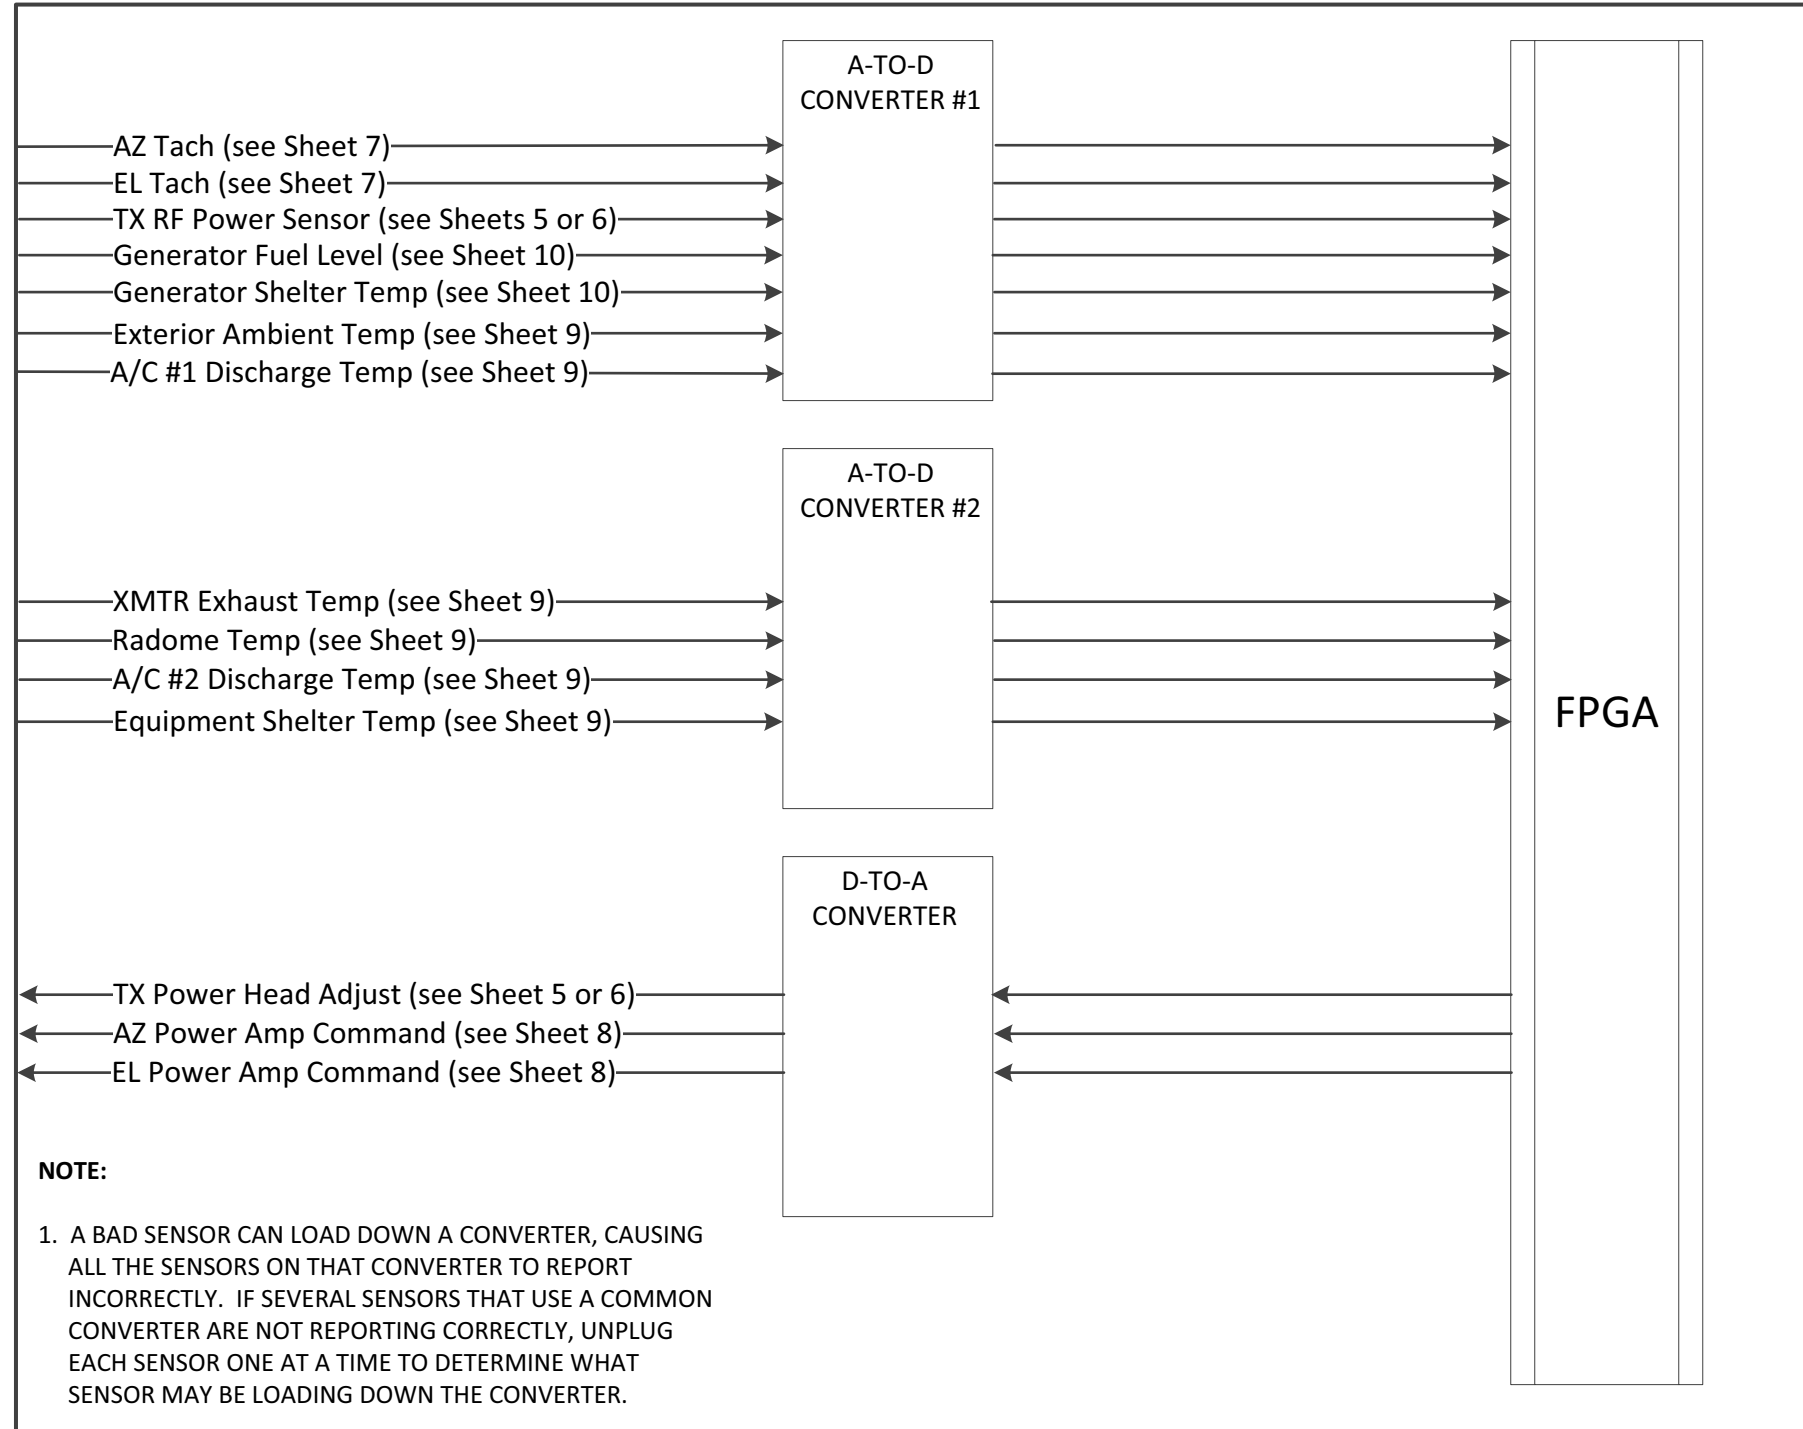 A-TO-D
CONVERTER #1
AZ Tach (see Sheet 7)
EL Tach (see Sheet 7)
TX RF Power Sensor (see Sheets 5 or 6)
Generator Fuel Level (see Sheet 10)
Generator Shelter Temp (see Sheet 10)
Exterior Ambient Temp (see Sheet 9)
A/C #1 Discharge Temp (see Sheet 9)
A-TO-D
CONVERTER #2
XMTR Exhaust Temp (see Sheet 9)
Radome Temp (see Sheet 9)
A/C #2 Discharge Temp (see Sheet 9)
Equipment Shelter Temp (see Sheet 9)
FPGA
D-TO-A
CONVERTER
TX Power Head Adjust (see Sheet 5 or 6)
AZ Power Amp Command (see Sheet 8)
EL Power Amp Command (see Sheet 8)
NOTE:
1. A BAD SENSOR CAN LOAD DOWN A CONVERTER, CAUSING
ALL THE SENSORS ON THAT CONVERTER TO REPORT
INCORRECTLY. IF SEVERAL SENSORS THAT USE A COMMON
CONVERTER ARE NOT REPORTING CORRECTLY, UNPLUG
EACH SENSOR ONE AT A TIME TO DETERMINE WHAT
SENSOR MAY BE LOADING DOWN THE CONVERTER.